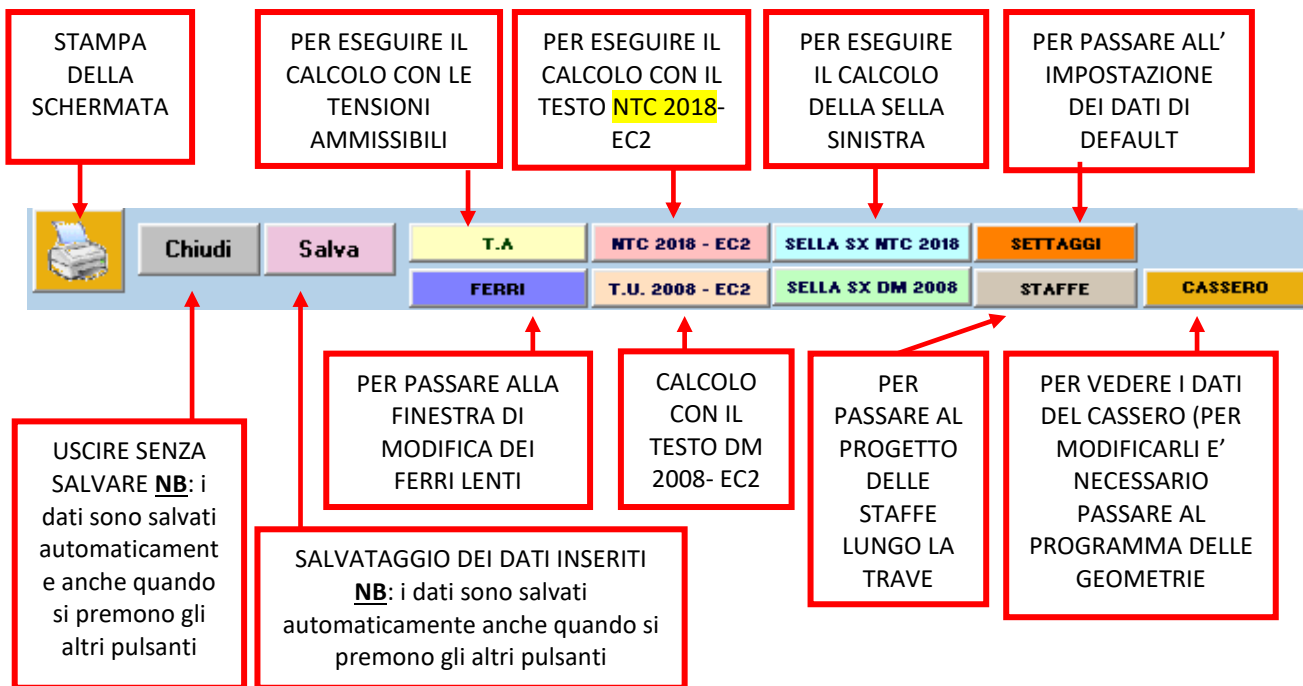 STAMPA
DELLA
SCHERMATA
PER ESEGUIRE IL
CALCOLO CON LE
TENSIONI
AMMISSIBILI
PER ESEGUIRE IL
CALCOLO CON IL
TESTO NTC 2018-
EC2
PER ESEGUIRE
IL CALCOLO
DELLA SELLA
SINISTRA
PER PASSARE ALL’
IMPOSTAZIONE
DEI DATI DI
DEFAULT
Chiudi
Salva
T.A
NTC 2018 - EC2
SELLA SX NTC 2018
SETTAGGI
FERRI
T.U. 2008 - EC2
SELLA SX DM 2008
STAFFE
CASSERO
USCIRE SENZA
SALVARE NB: i
dati sono salvati
automaticament
e anche quando
si premono gli
altri pulsanti
SALVATAGGIO DEI DATI INSERITI
NB: i dati sono salvati
automaticamente anche quando si
premono gli altri pulsanti
PER PASSARE ALLA
FINESTRA DI
MODIFICA DEI
FERRI LENTI
CALCOLO
CON IL
TESTO DM
2008- EC2
PER
PASSARE AL
PROGETTO
DELLE
STAFFE
LUNGO LA
TRAVE
PER VEDERE I DATI
DEL CASSERO (PER
MODIFICARLI E’
NECESSARIO
PASSARE AL
PROGRAMMA DELLE
GEOMETRIE